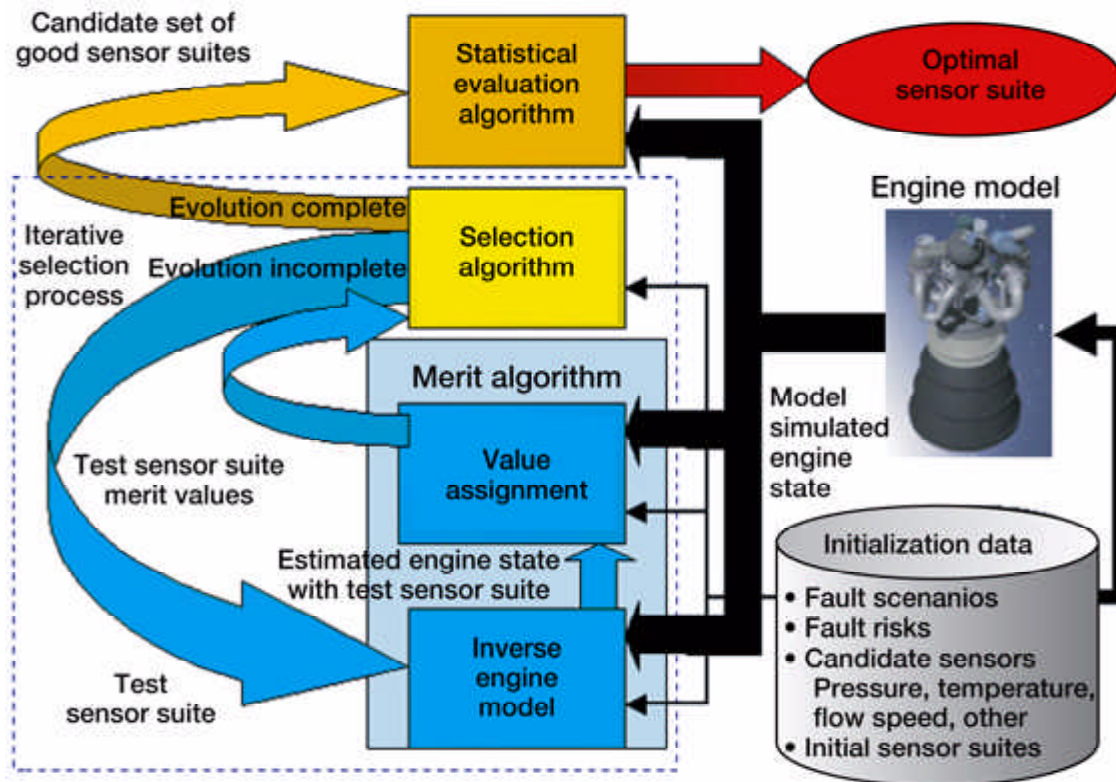 Candidate set of
good sensor suites
Statistical
evaluation
algorithm
Optimal
sensor suite
Engine model
Evolution complete
Iterative
selection
process
Evolution incomplete
Selection
algorithm
Merit algorithm
Model
simulated
engine
state
Test sensor suite
merit values
Value
assignment
Estimated engine state
with test sensor suite
Initialization data
• Fault scenanios
• Fault risks
• Candidate sensors
Pressure, temperature,
flow speed, other
• Initial sensor suites
Inverse
engine
model
Test
sensor suite